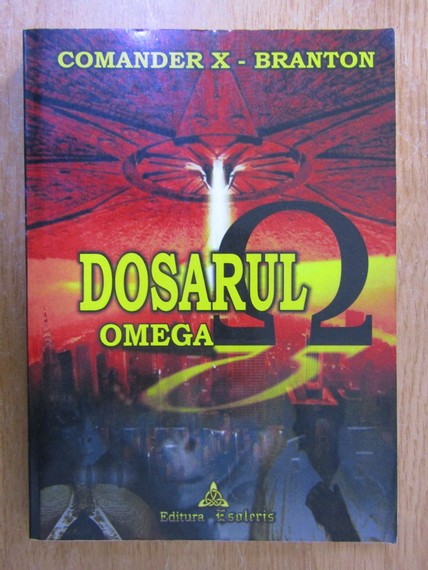 COMANDER X - BRANTON
DOSARUL
Ω
OMEGA
Editura Esoteris